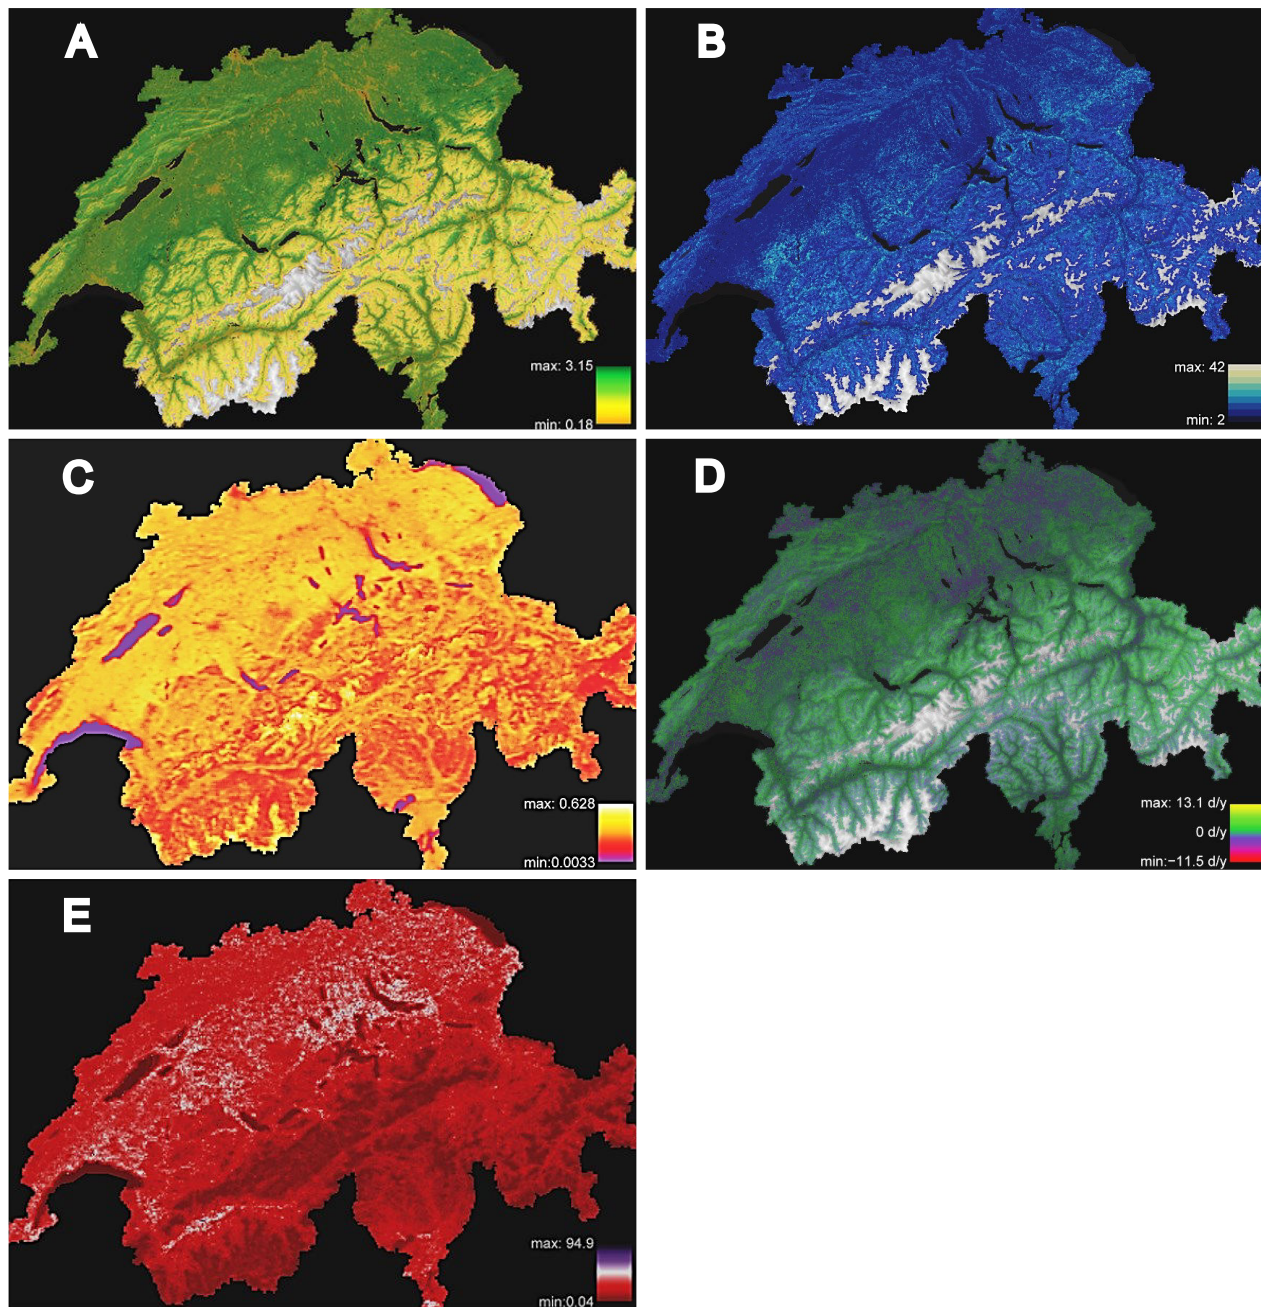 A
max: 3.15
min: 0.18
B
max: 42
min: 2
C
max: 0.628
min:0.0033
D
max: 13.1 d/y
0 d/y
min:−11.5 d/y
E
max: 94.9
min:0.04